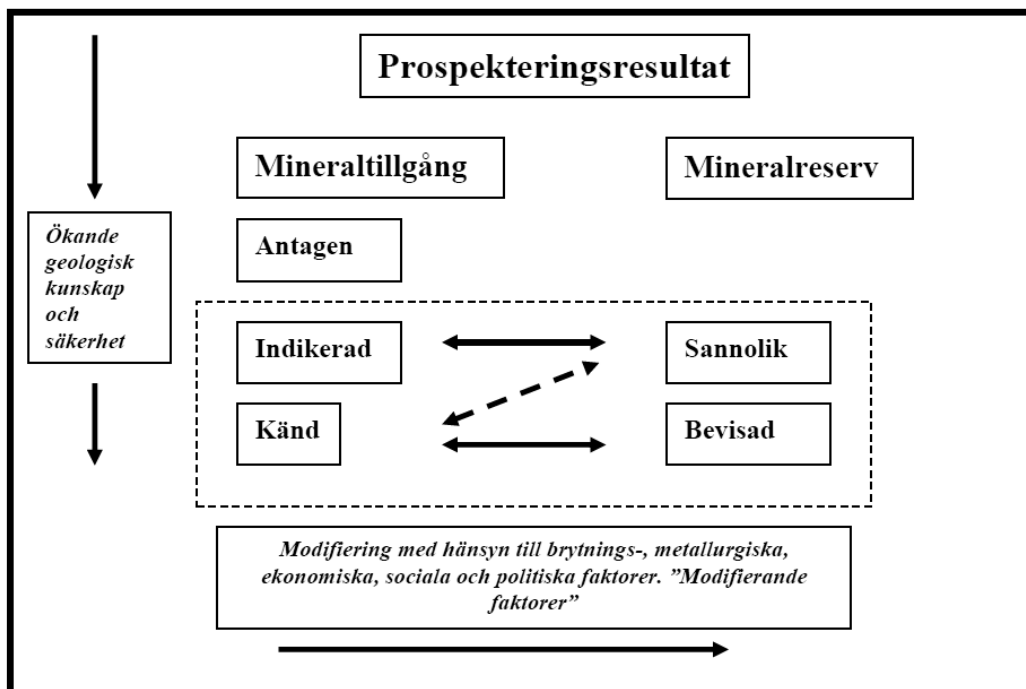 Prospekteringsresultat
Mineraltillgång
Mineralreserv
Ökande
geologisk
kunskap
och
säkerhet
Antagen
Indikerad
Sannolik
Känd
Bevisad
Modifiering med hänsyn till brytnings-, metallurgiska,
ekonomiska, sociala och politiska faktorer. ”Modifierande
faktorer”